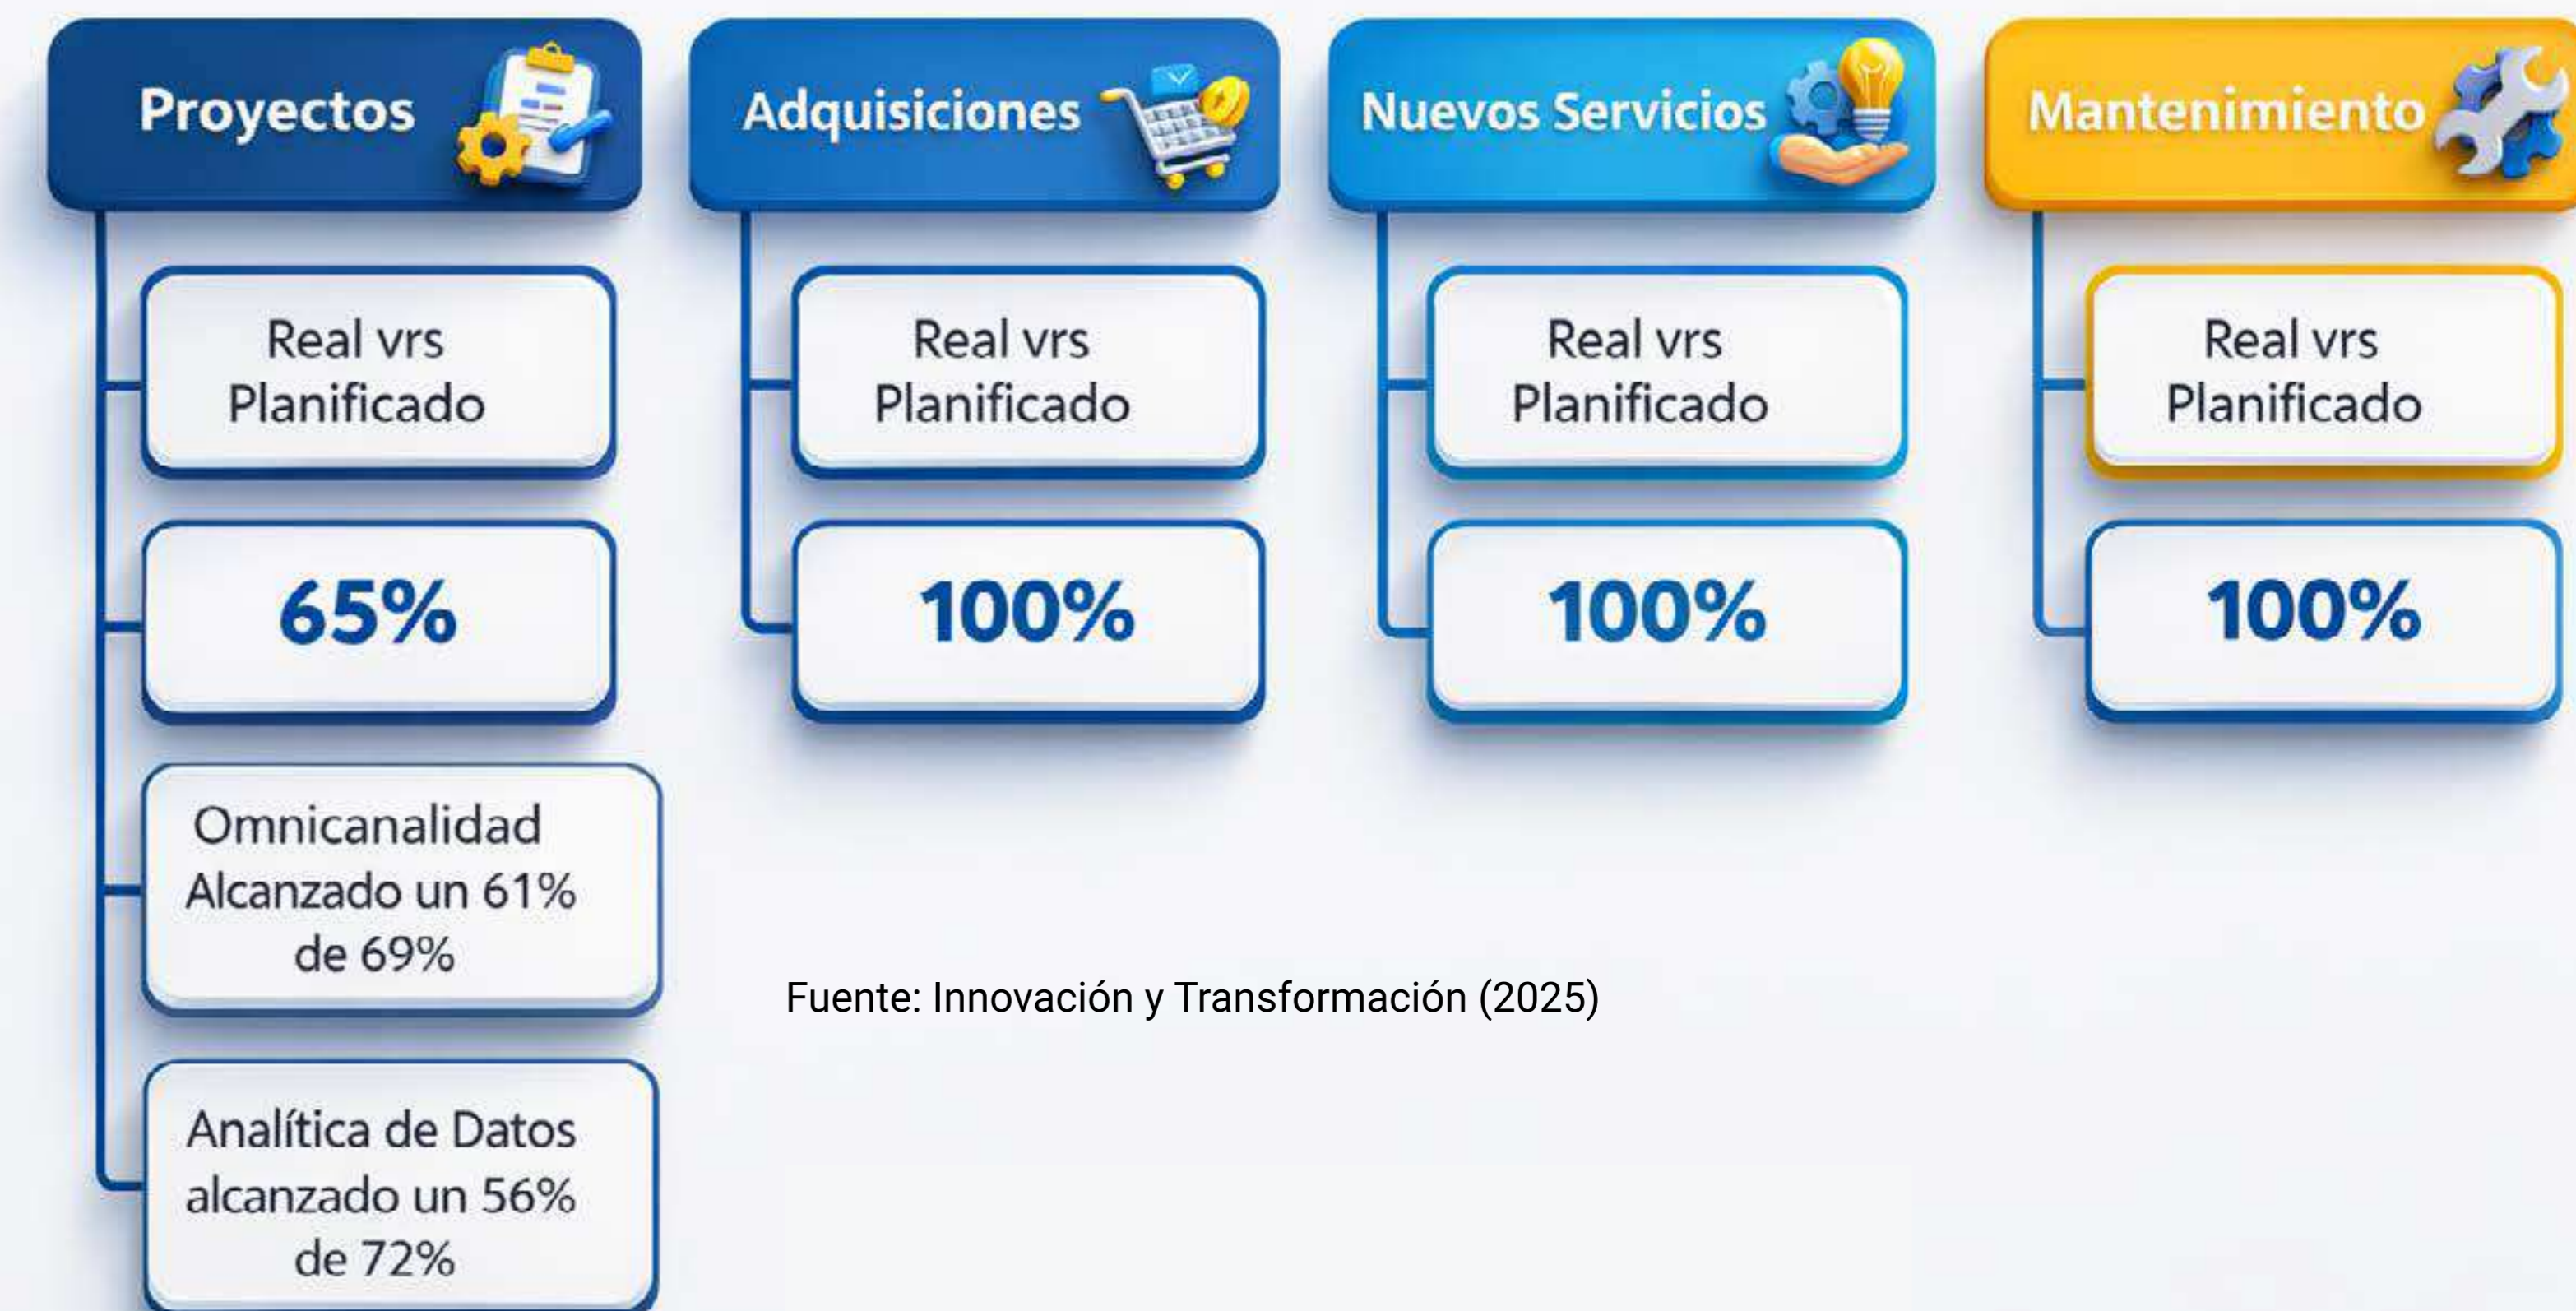 Proyectos
Real vrs
Planificado
65%
Omnicanalidad
Alcanzado un 61%
de 69%
Analítica de Datos
alcanzado un 56%
de 72%
Adquisiciones
Real vrs
Planificado
100%
Nuevos Servicios
Real vrs
Planificado
100%
Mantenimiento
Real vrs
Planificado
100%
Fuente: Innovación y Transformación (2025)